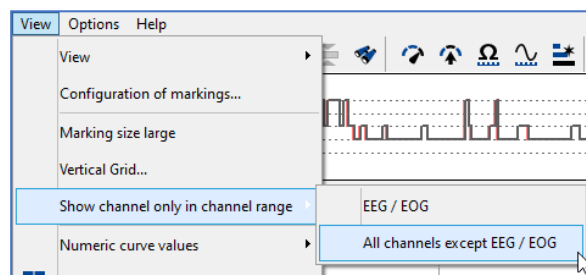 View Options Help
View
Configuration of markings...
Marking size large
Vertical Grid...
Show channel only in channel range
EEG / EOG
Numeric curve values
All channels except EEG / EOG